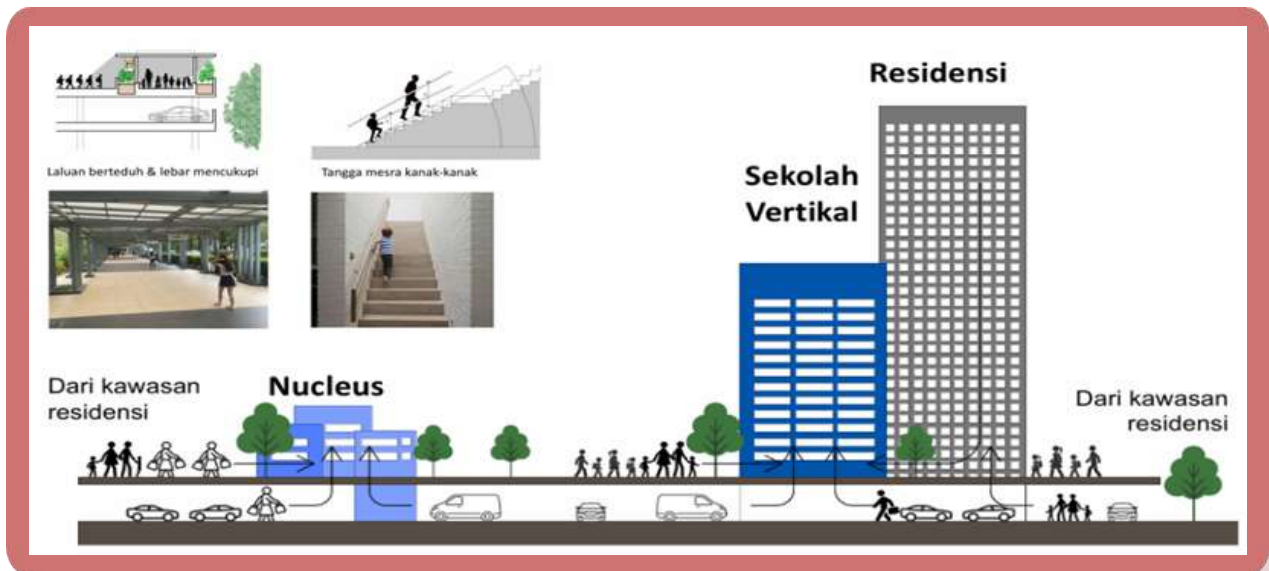 Residensi
Sekolah
Vertikal
Laluan berteduh & lebar mencukupi
Tangga mesra kanak-kanak
Dari kawasan
residensi
Nucleus
Dari kawasan
residensi